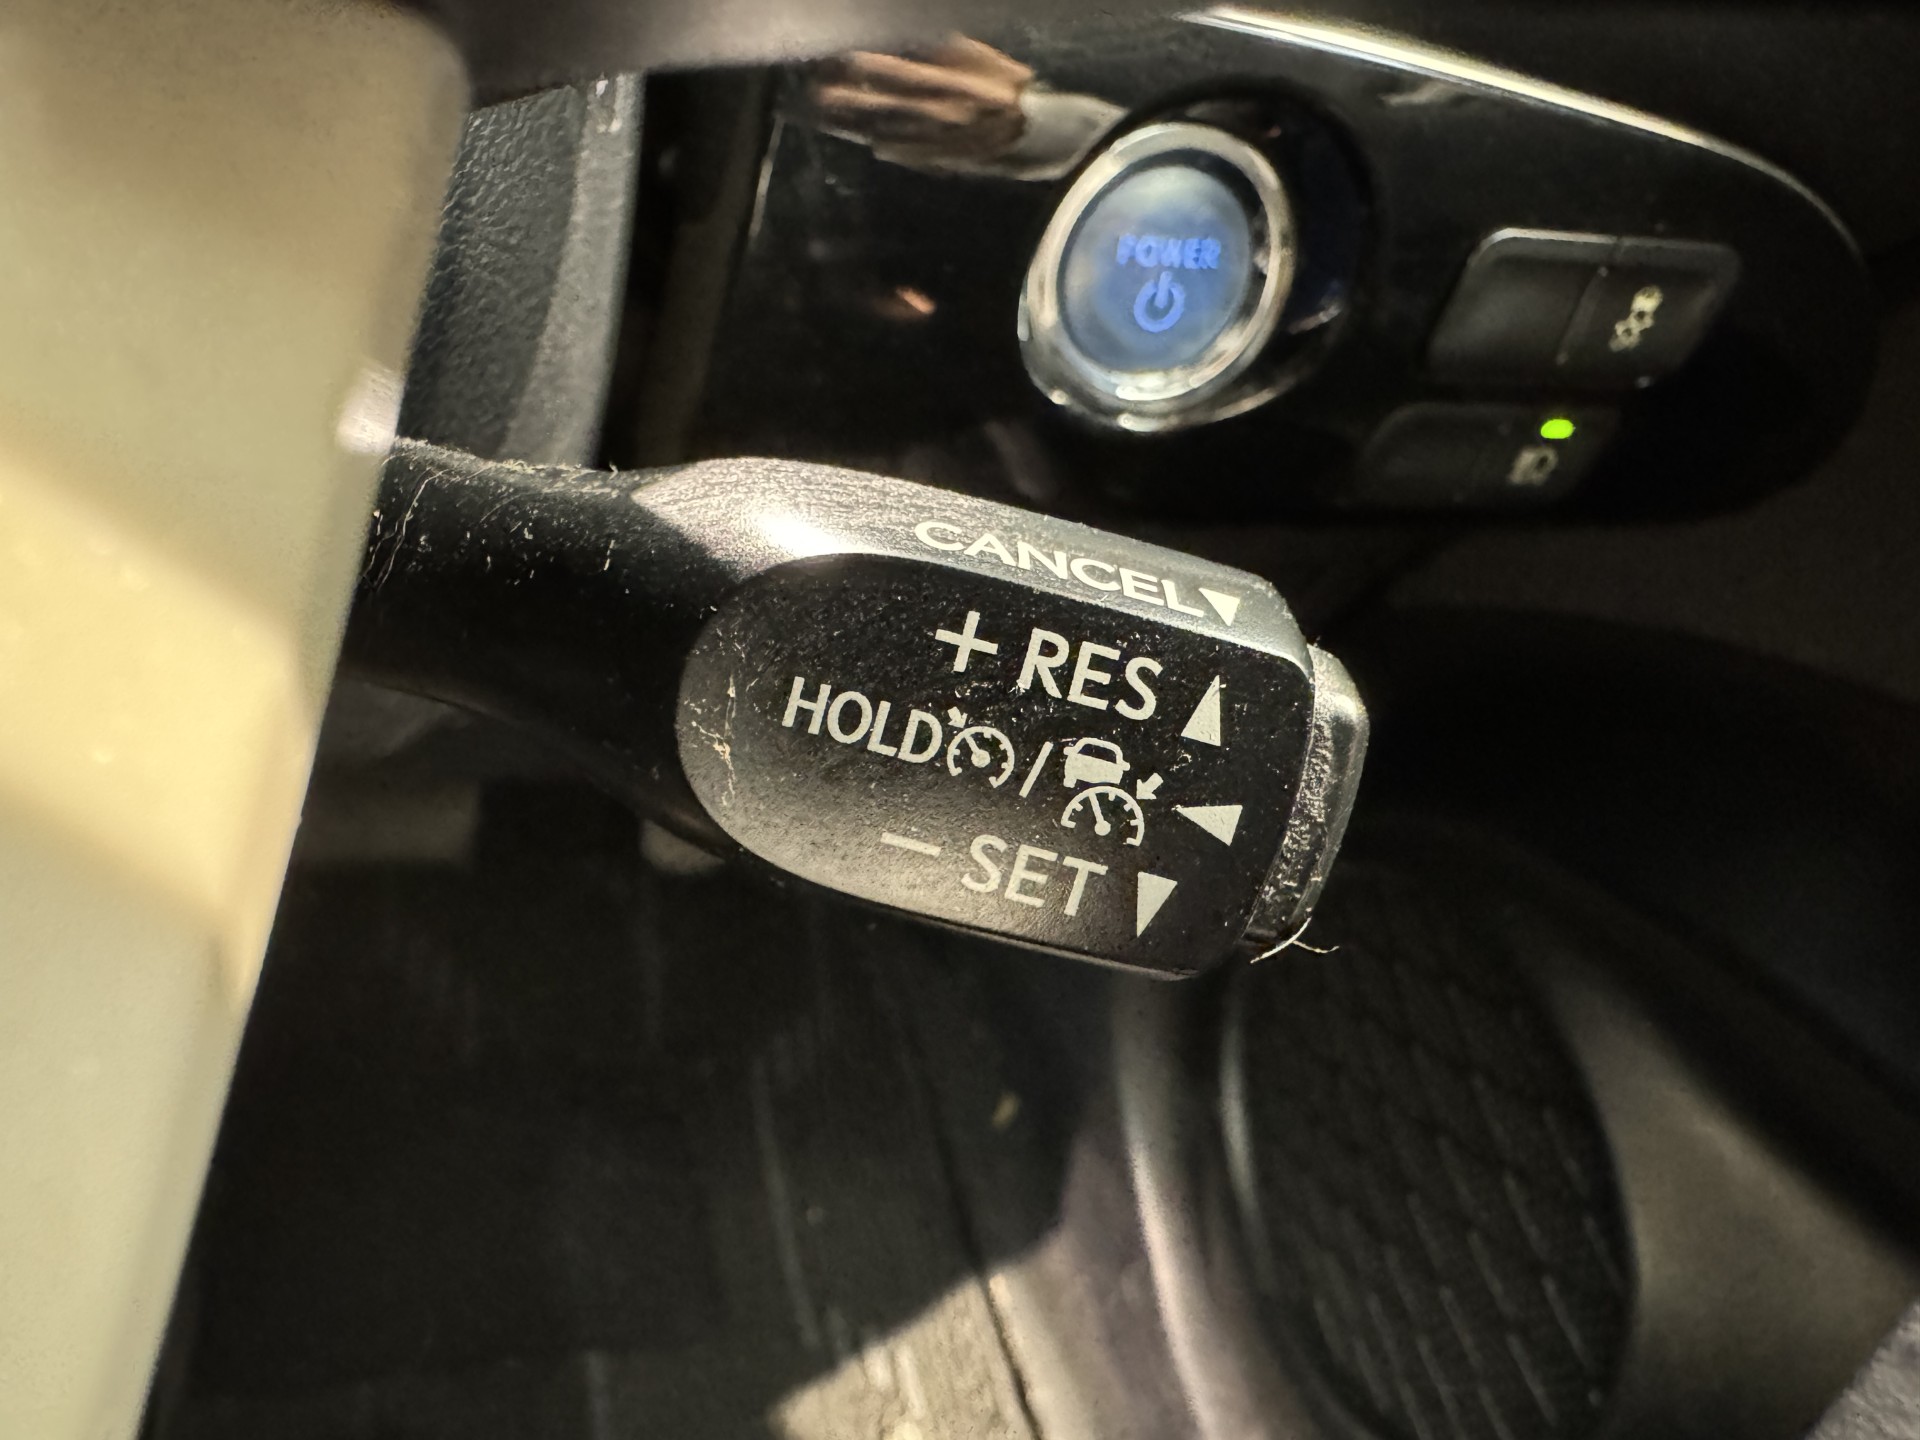 POWER
CANCEL
+ RES
HOLD /
− SET